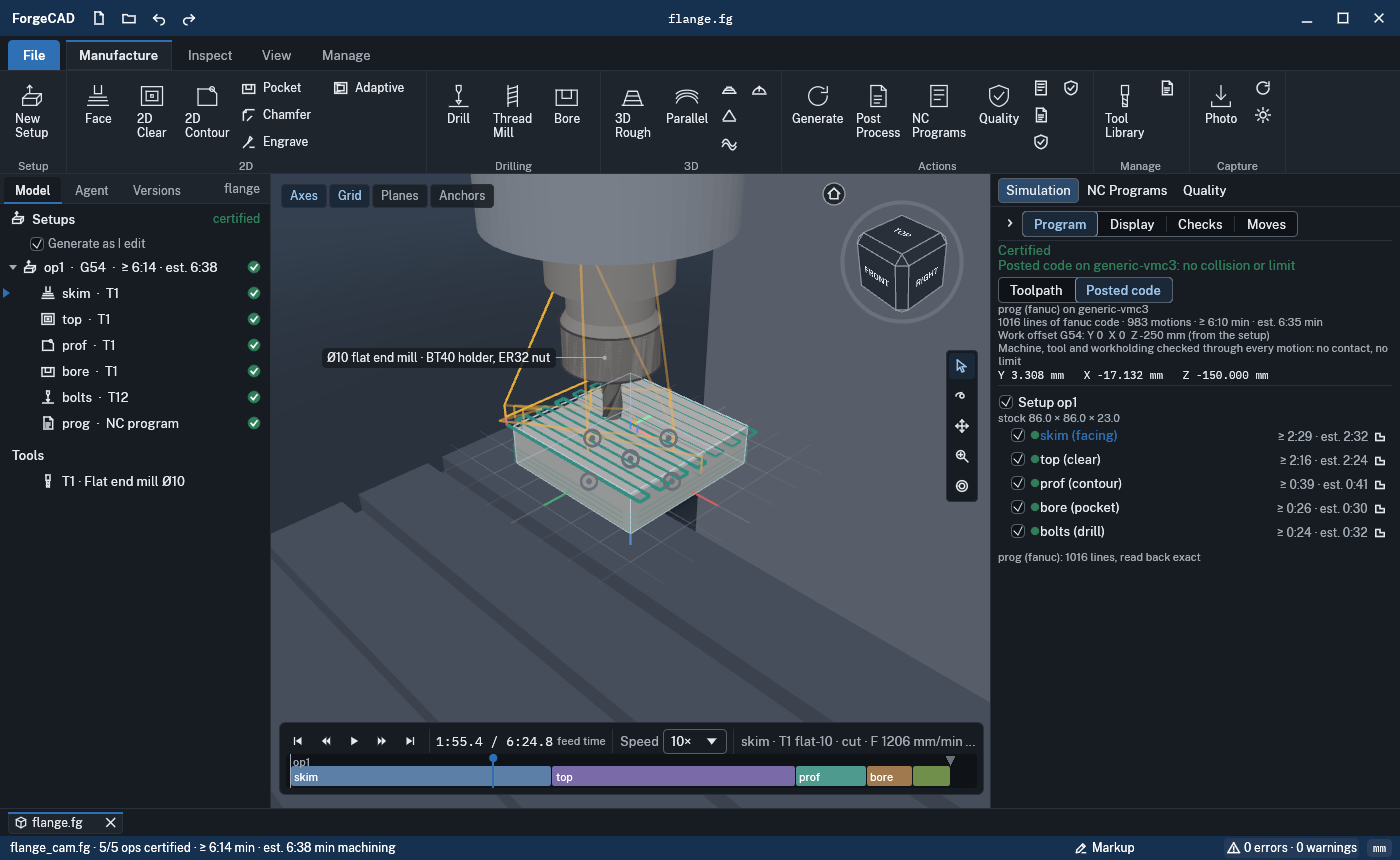 ForgeCAD
flange.fg
File
Manufacture
Inspect
View
Manage
New Setup
Face
2D Clear
2D Contour
Pocket
Chamfer
Engrave
Adaptive
Drill
Thread Mill
Bore
3D Rough
Parallel
Generate
Post Process
NC Programs
Quality
Tool Library
Photo
Setup
2D
Drilling
3D
Actions
Manage
Capture
Model
Agent
Versions
flange
Setups
certified
Generate as I edit
op1 · G54 · ≥ 6:14 · est. 6:38
skim · T1
top · T1
prof · T1
bore · T1
bolts · T12
prog · NC program
Tools
T1 · Flat end mill Ø10
Axes
Grid
Planes
Anchors
TOP
FRONT
RIGHT
Ø10 flat end mill · BT40 holder, ER32 nut
1:55.4 / 6:24.8 feed time
Speed
10×
skim · T1 flat-10 · cut · F 1206 mm/min ...
op1
skim
top
prof
bore
Simulation
NC Programs
Quality
Program
Display
Checks
Moves
Certified
Posted code on generic-vmc3: no collision or limit
Toolpath
Posted code
prog (fanuc) on generic-vmc3
1016 lines of fanuc code · 983 motions · ≥ 6:10 min · est. 6:35 min
Work offset G54: Y 0 X 0 Z -250 mm (from the setup)
Machine, tool and workholding checked through every motion: no contact, no
limit
Y 3.308 mm X -17.132 mm Z -150.000 mm
Setup op1
stock 86.0 × 86.0 × 23.0
skim (facing) ≥ 2:29 · est. 2:32
top (clear) ≥ 2:16 · est. 2:24
prof (contour) ≥ 0:39 · est. 0:41
bore (pocket) ≥ 0:26 · est. 0:30
bolts (drill) ≥ 0:24 · est. 0:32
prog (fanuc): 1016 lines, read back exact
flange.fg
flange_cam.fg · 5/5 ops certified · ≥ 6:14 min · est. 6:38 min machining
Markup
0 errors · 0 warnings
mm